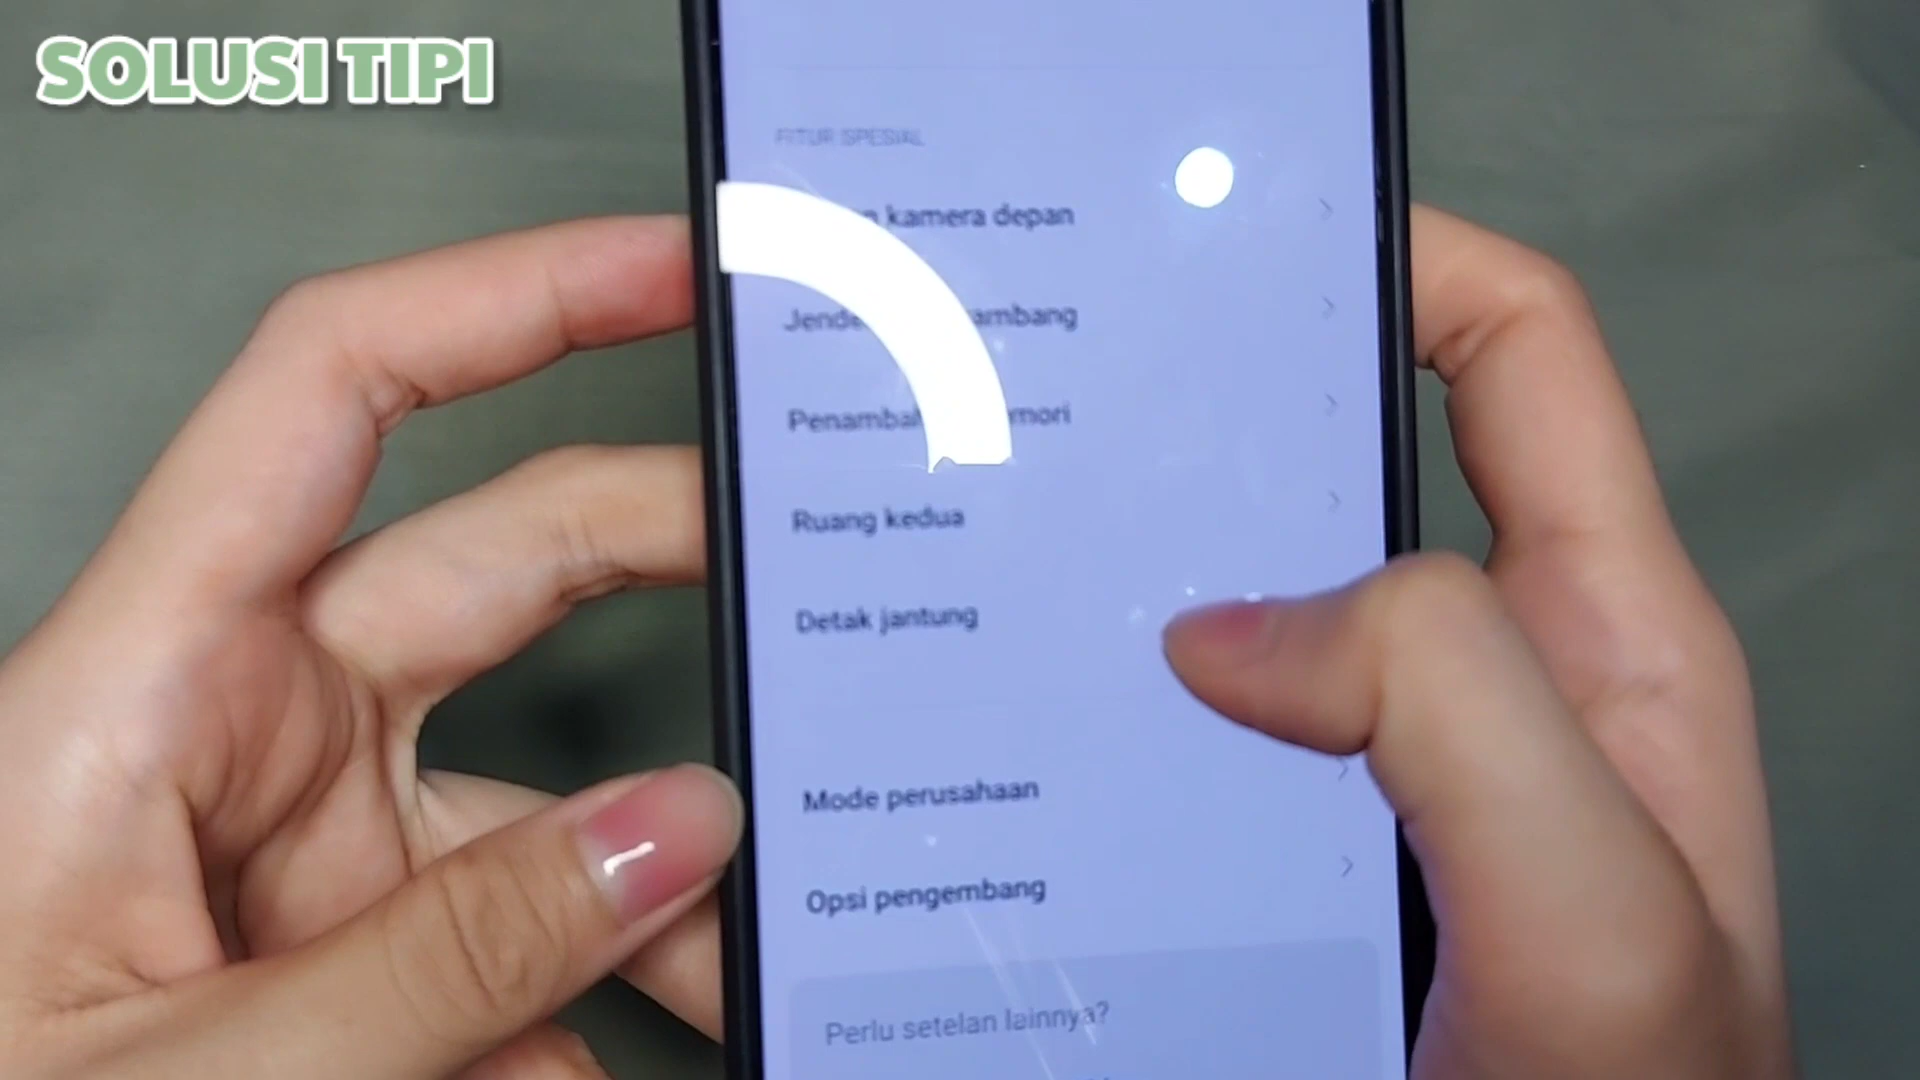 SOLUSI TIPI
FITUR SPESIAL
kamera depan
Ruang kedua
Detak jantung
Mode perusahaan
Opsi pengembang
Perlu setelan lainnya?